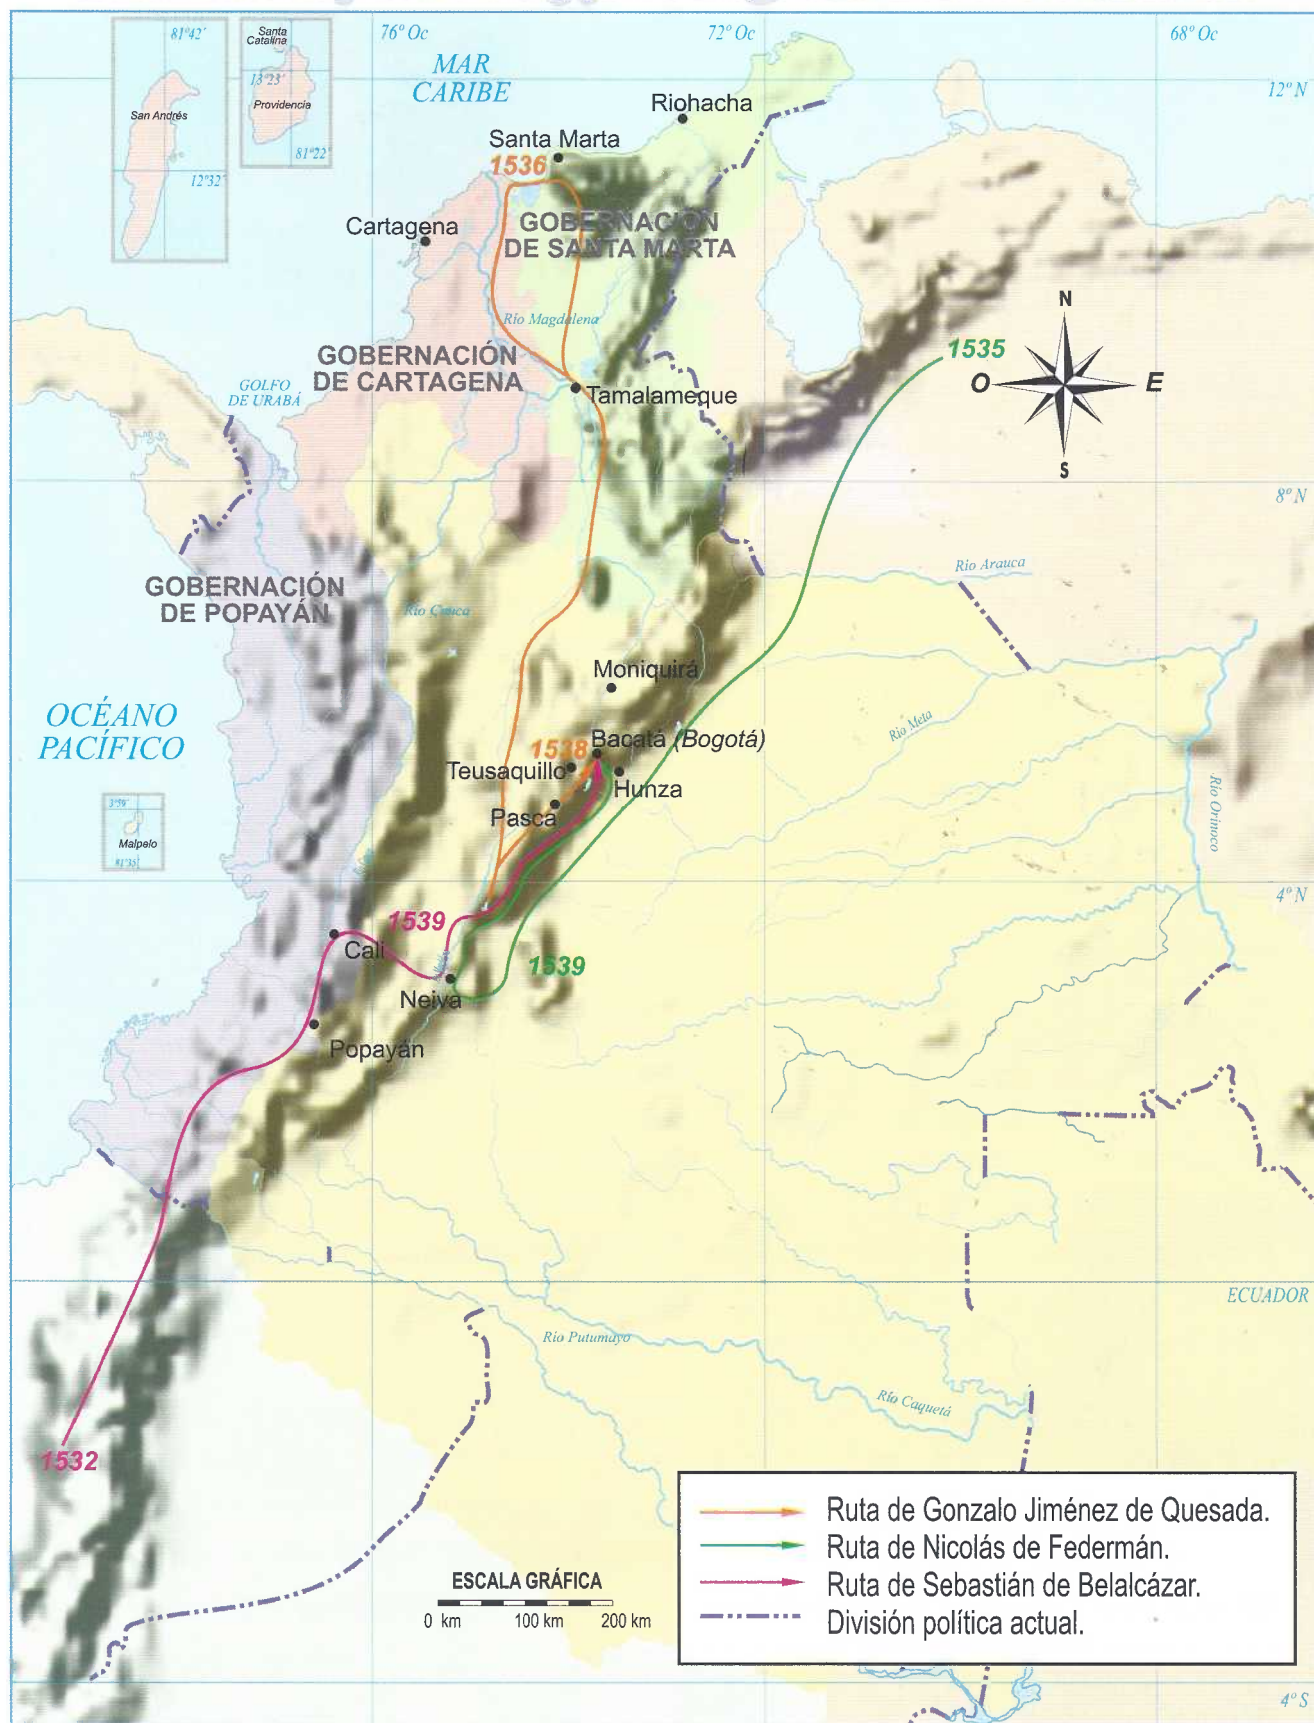 81°42´
San Andrés
12°32´
Santa
Catalina
13°23´
Providencia
81°22´
76° Oc
72° Oc
68° Oc
MAR
CARIBE
12° N
Riohacha
Santa Marta
1536
Cartagena
GOBERNACIÓN
DE SANTA MARTA
Río Magdalena
GOBERNACIÓN
DE CARTAGENA
1535
N
O
E
S
GOLFO
DE URABÁ
Tamalameque
8° N
GOBERNACIÓN
DE POPAYÁN
Río Arauca
Río Cauca
Moniquirá
OCÉANO
PACÍFICO
Río Meta
1538
Bacatá (Bogotá)
Teusaquillo
Hunza
Pasca
Río Orinoco
3°59´
Malpelo
81°35´
4° N
1539
Cali
1539
Neiva
Popayán
ECUADOR
Río Putumayo
Río Caquetá
1532
Ruta de Gonzalo Jiménez de Quesada.
Ruta de Nicolás de Federmán.
Ruta de Sebastián de Belalcázar.
División política actual.
ESCALA GRÁFICA
0 km 100 km 200 km
4° S